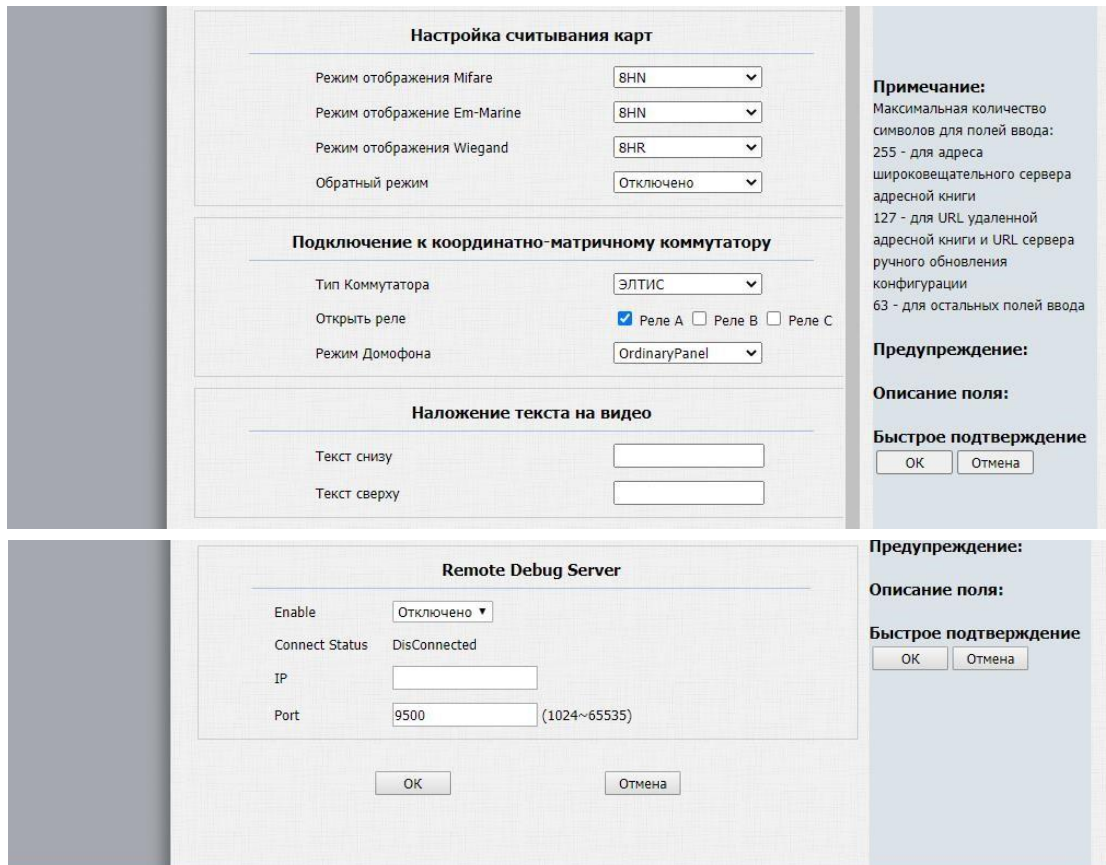 Настройка считывания карт
Режим отображения Mifare 8HN
Режим отображение Em-Marine 8HN
Режим отображения Wiegand 8HR
Обратный режим Отключено
Подключение к координатно-матричному коммутатору
Тип Коммутатора ЭЛТИС
Открыть реле Реле A Реле B Реле C
Режим Домофона OrdinaryPanel
Наложение текста на видео
Текст снизу
Текст сверху
Примечание:
Максимальная количество
символов для полей ввода:
255 - для адреса
широковещательного сервера
адресной книги
127 - для URL удаленной
адресной книги и URL сервера
ручного обновления
конфигурации
63 - для остальных полей ввода
Предупреждение:
Описание поля:
Быстрое подтверждение
ОК Отмена
Remote Debug Server
Enable Отключено
Connect Status DisConnected
IP
Port 9500 (1024~65535)
ОК Отмена
Предупреждение:
Описание поля:
Быстрое подтверждение
ОК Отмена